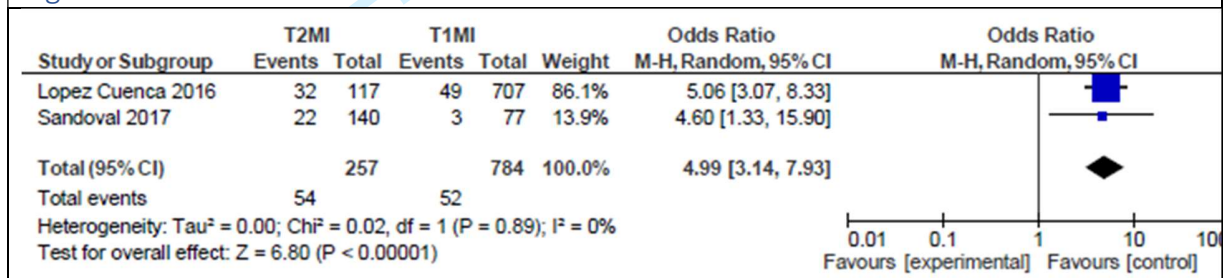 T2MI T1MI Odds Ratio Odds Ratio
Study or Subgroup Events Total Events Total Weight M-H, Random, 95% CI M-H, Random, 95% CI
Lopez Cuenca 2016 32 117 49 707 86.1% 5.06 [3.07, 8.33]
Sandoval 2017 22 140 3 77 13.9% 4.60 [1.33, 15.90]
Total (95% CI) 257 784 100.0% 4.99 [3.14, 7.93]
Total events 54 52
Heterogeneity: Tau² = 0.00; Chi² = 0.02, df = 1 (P = 0.89); I² = 0%
Test for overall effect: Z = 6.80 (P < 0.00001)
0.01 0.1 1 10
Favours [experimental] Favours [control]